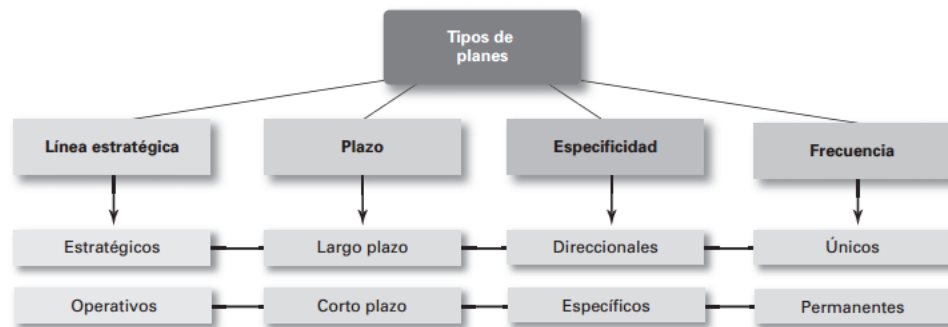 Tipos de
planes
Línea estratégica
Plazo
Especificidad
Frecuencia
Estratégicos
Largo plazo
Direccionales
Únicos
Operativos
Corto plazo
Específicos
Permanentes